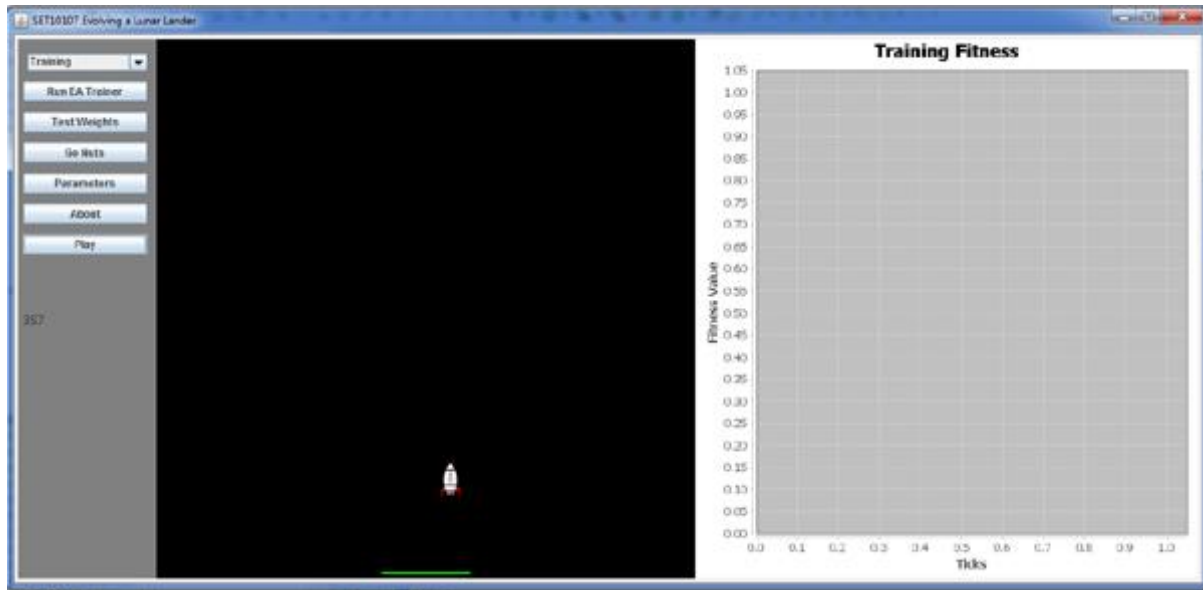 SET10107 Evolving a Lunar Lander
Training
Run EA Trainer
Test Weights
Go Nuts
Parameters
About
Play
357
Training Fitness
Fitness Value
1.05
1.00
0.95
0.90
0.85
0.80
0.75
0.70
0.65
0.60
0.55
0.50
0.45
0.40
0.35
0.30
0.25
0.20
0.15
0.10
0.05
0.00
0.0 0.1 0.2 0.3 0.4 0.5 0.6 0.7 0.8 0.9 1.0
Ticks